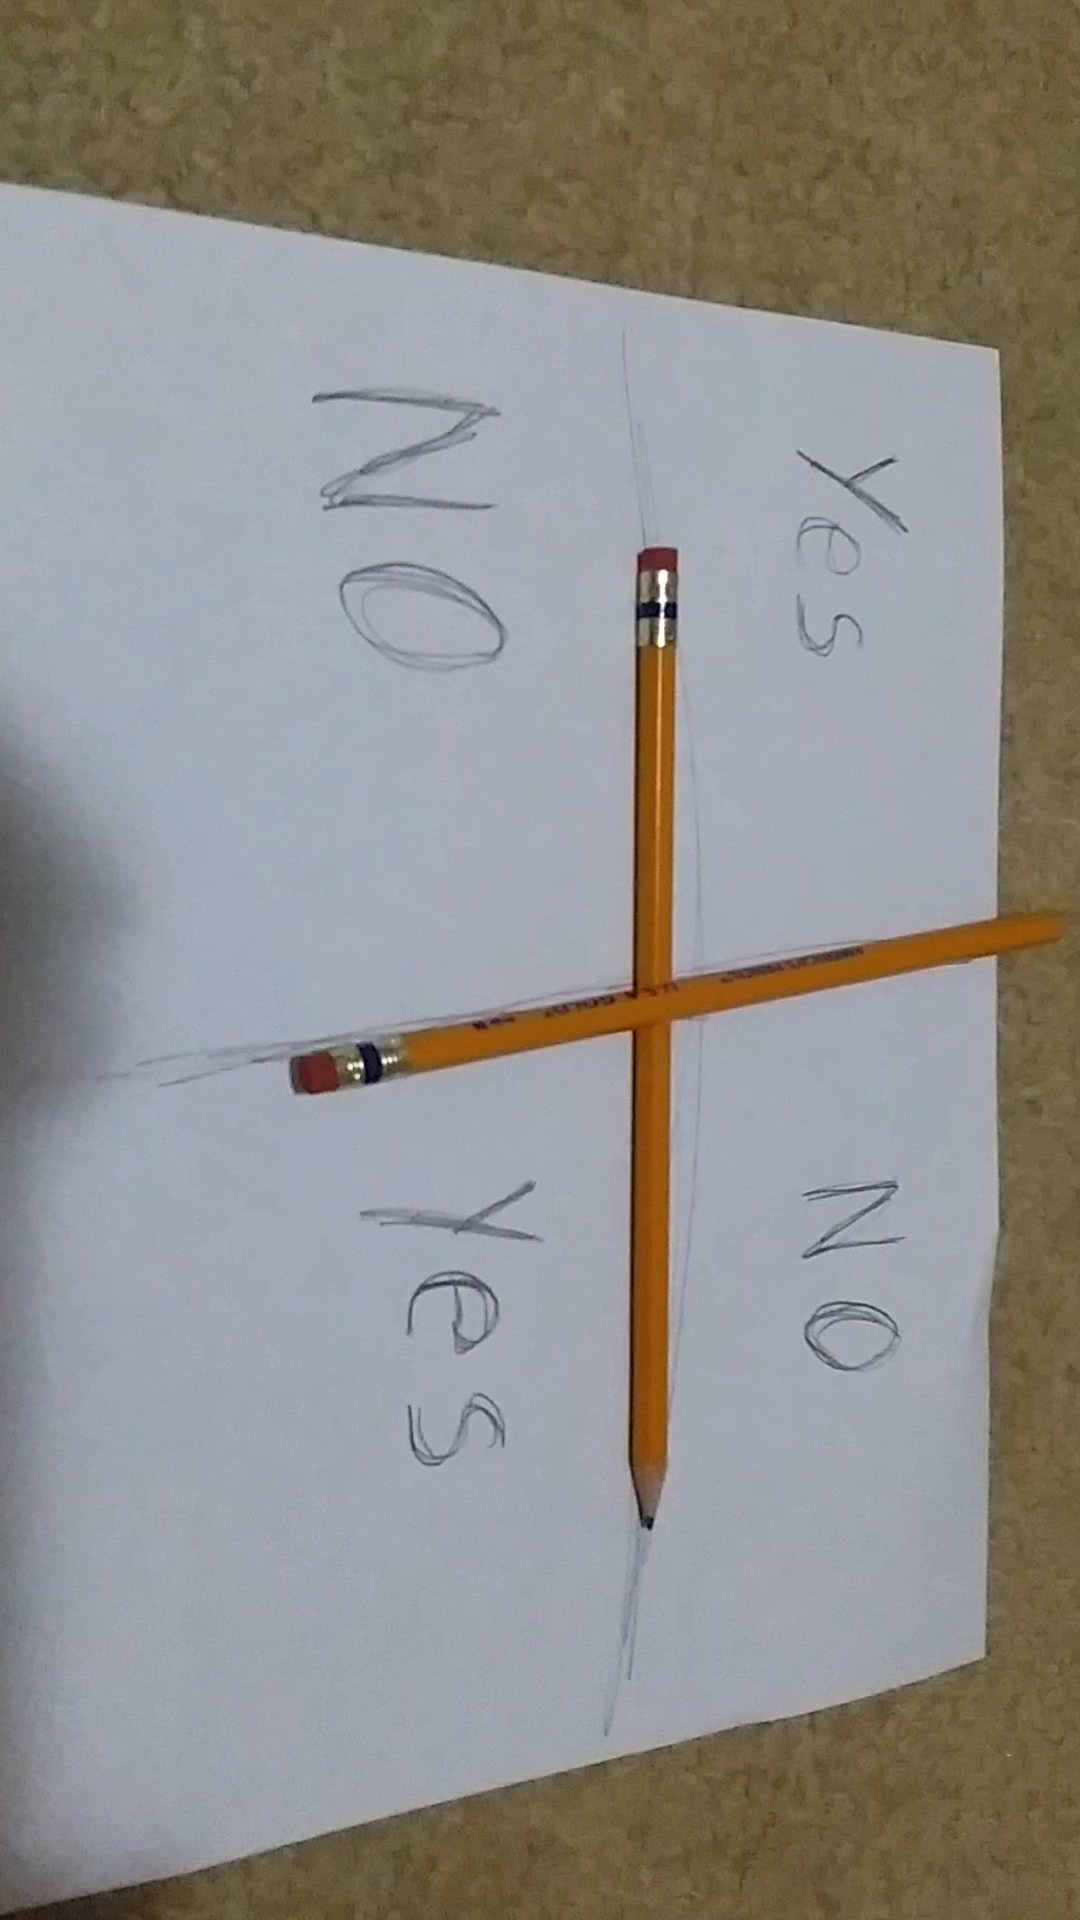 Yes NO
NO Yes